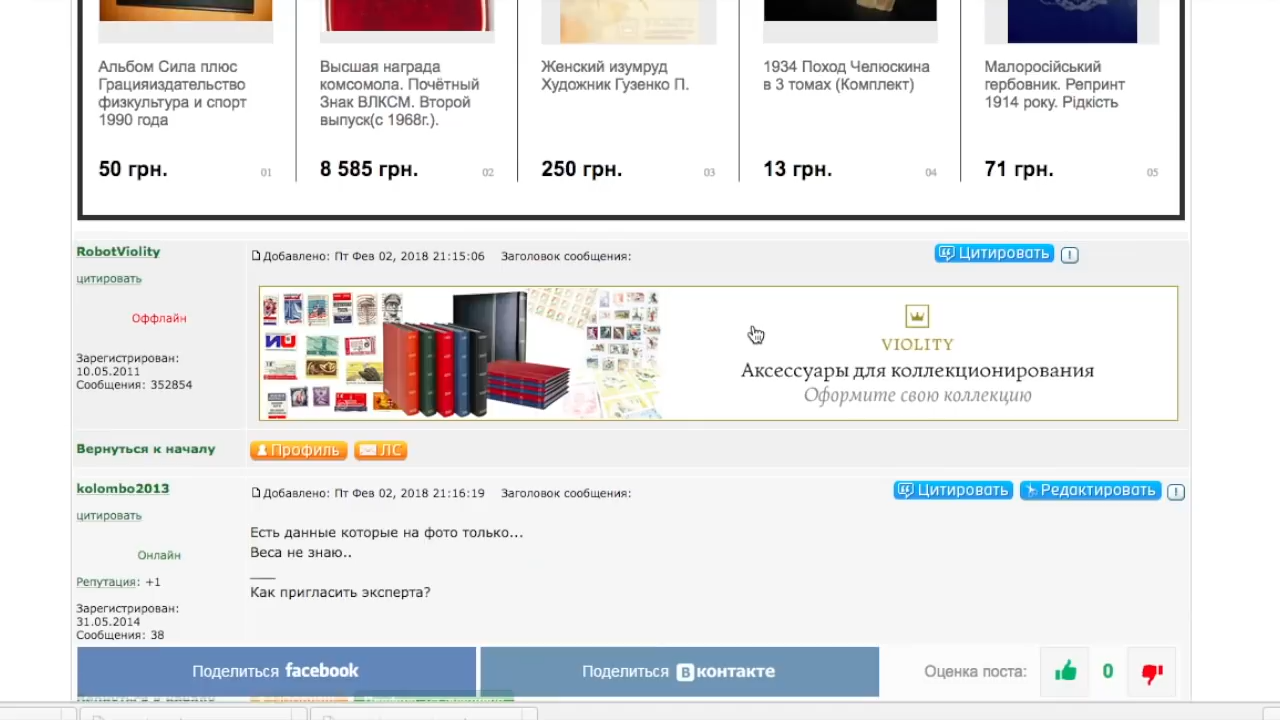 Альбом Сила плюс
Грацияиздательство
физкультура и спорт
1990 года
50 грн.
01
Высшая награда
комсомола. Почётный
Знак ВЛКСМ. Второй
выпуск(с 1968г.).
8 585 грн.
02
Женский изумруд
Художник Гузенко П.
250 грн.
03
1934 Поход Челюскина
в 3 томах (Комплект)
13 грн.
04
Малоросійський
гербовник. Репринт
1914 року. Рідкість
71 грн.
05
RobotViolity
цитировать
Оффлайн
Зарегистрирован:
10.05.2011
Сообщения: 352854
Добавлено: Пт Фев 02, 2018 21:15:06 Заголовок сообщения:
Цитировать
!
VIOLITY
Аксессуары для коллекционирования
Оформите свою коллекцию
Вернуться к началу
Профиль
ЛС
kolombo2013
цитировать
Онлайн
Репутация: +1
Зарегистрирован:
31.05.2014
Сообщения: 38
Добавлено: Пт Фев 02, 2018 21:16:19 Заголовок сообщения:
Цитировать
Редактировать
!
Есть данные которые на фото только...
Веса не знаю..
Как пригласить эксперта?
Поделиться facebook
Поделиться В контакте
Оценка поста:
0